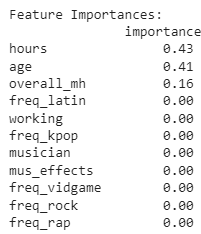 Feature Importances:
importance
hours 0.43
age 0.41
overall_mh 0.16
freq_latin 0.00
working 0.00
freq_kpop 0.00
musician 0.00
mus_effects 0.00
freq_vidgame 0.00
freq_rock 0.00
freq_rap 0.00